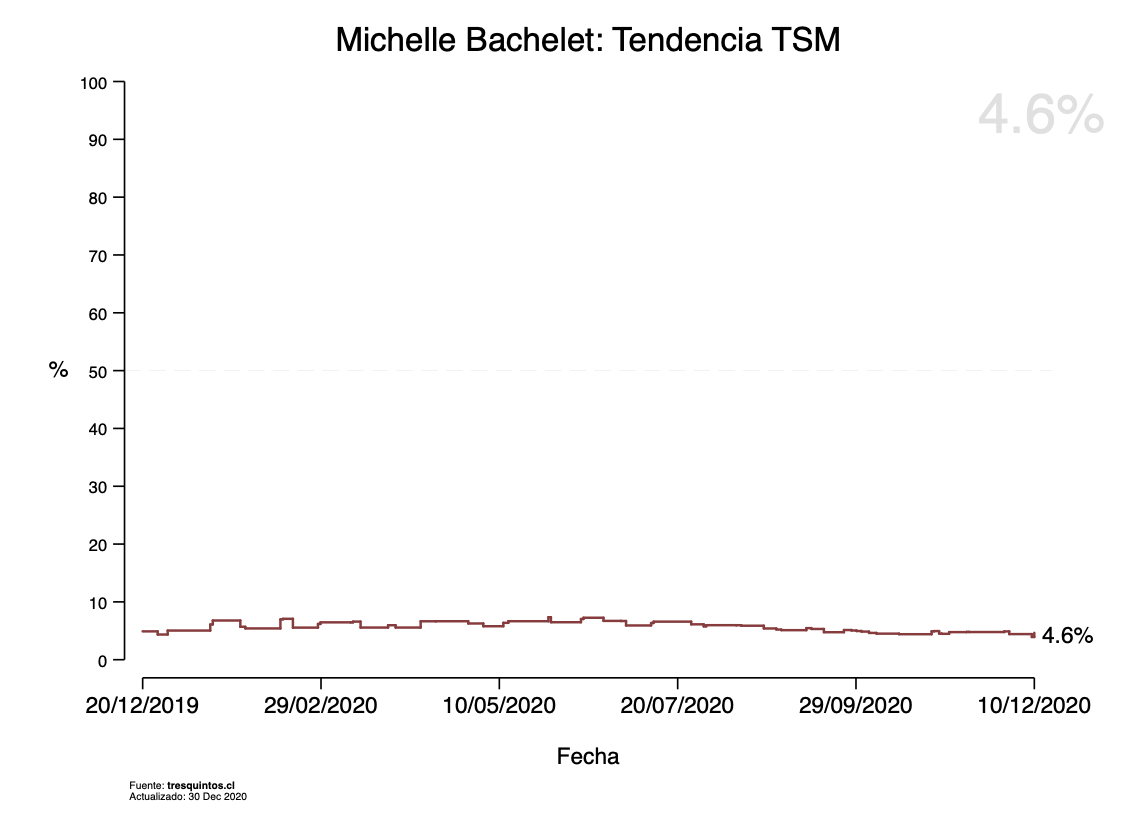 Michelle Bachelet: Tendencia TSM
4.6%
100
90
80
70
60
% 50
40
30
20
10
0
4.6%
20/12/2019 29/02/2020 10/05/2020 20/07/2020 29/09/2020 10/12/2020
Fecha
Fuente: tresquintos.cl
Actualizado: 30 Dec 2020